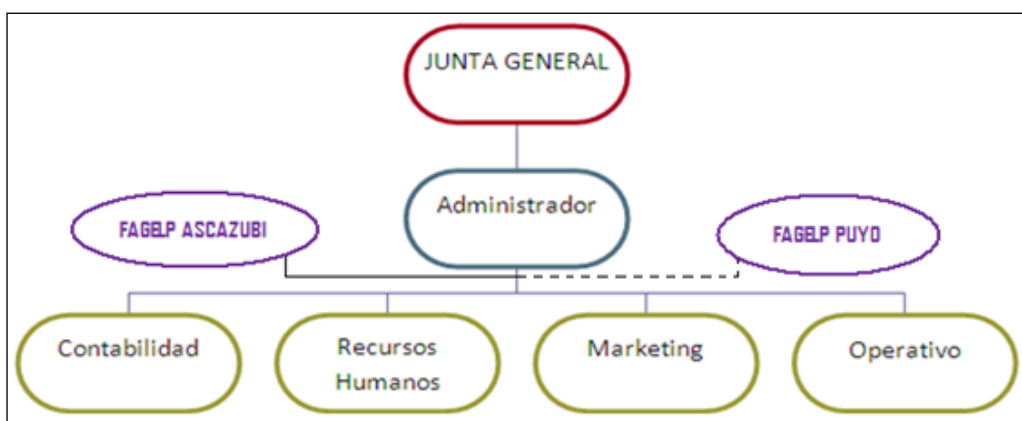 JUNTA GENERAL
Administrador
FAGELP ASCAZUBI
FAGELP PUYO
Contabilidad
Recursos
Humanos
Marketing
Operativo